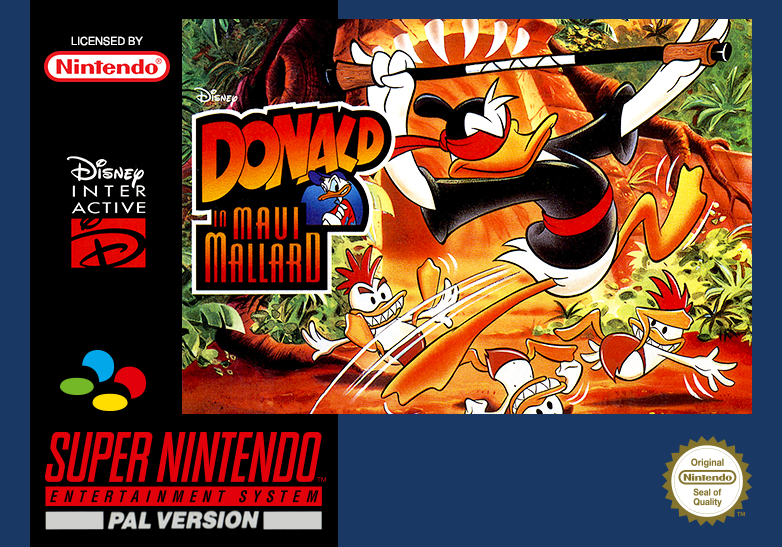 LICENSED BY
Nintendo®
Disney
INTER
ACTIVE
D
Disney
DONALD
IN MAUI
MALLARD
SUPER NINTENDO™
ENTERTAINMENT SYSTEM
PAL VERSION
Original
Nintendo
Seal of
Quality
TM